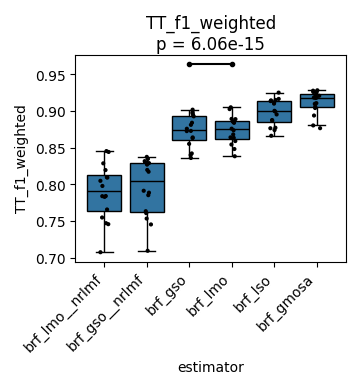 TT_f1_weighted
p = 6.06e-15
TT_f1_weighted
0.95
0.90
0.85
0.80
0.75
0.70
brf_lmo__nrlmf
brf_gso__nrlmf
brf_gso
brf_lmo
brf_lso
brf_gmosa
estimator